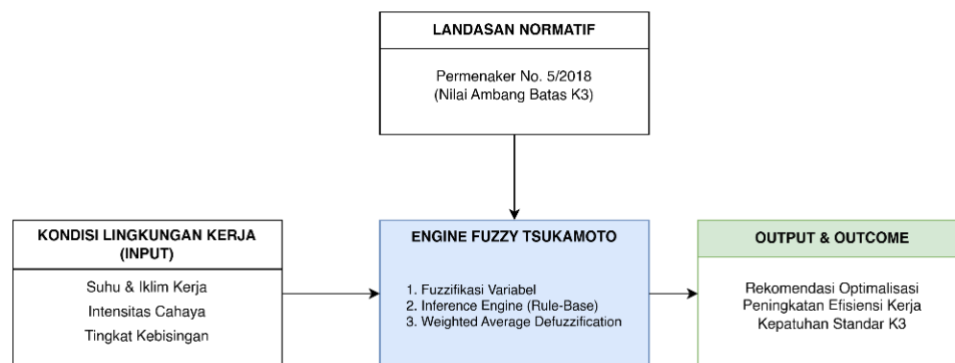 LANDASAN NORMATIF
Permenaker No. 5/2018
(Nilai Ambang Batas K3)
KONDISI LINGKUNGAN KERJA
(INPUT)
Suhu & Iklim Kerja
Intensitas Cahaya
Tingkat Kebisingan
ENGINE FUZZY TSUKAMOTO
1. Fuzzifikasi Variabel
2. Inference Engine (Rule-Base)
3. Weighted Average Defuzzification
OUTPUT & OUTCOME
Rekomendasi Optimalisasi
Peningkatan Efisiensi Kerja
Kepatuhan Standar K3